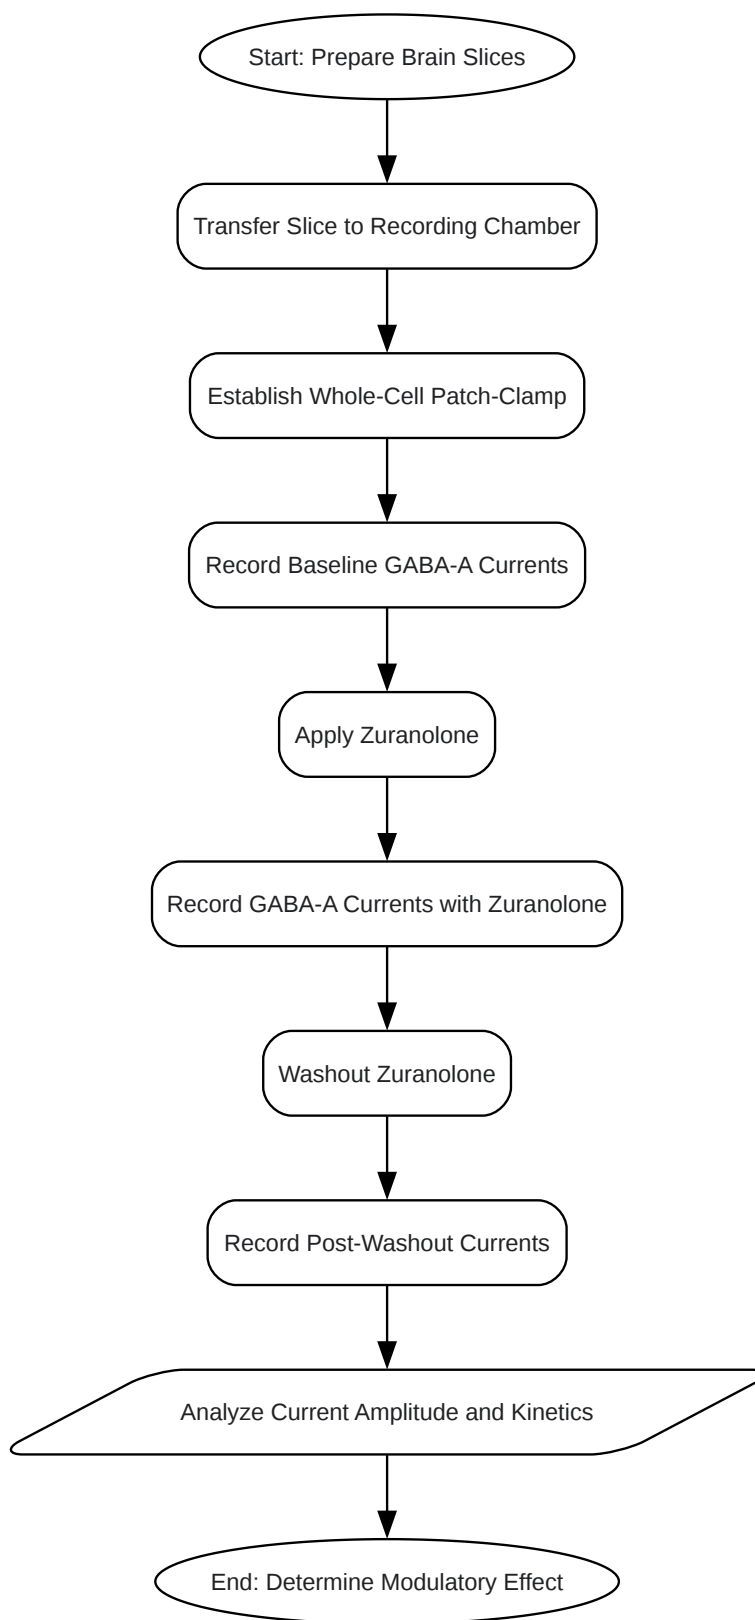 Start: Prepare Brain Slices
Transfer Slice to Recording Chamber
Establish Whole-Cell Patch-Clamp
Record Baseline GABA-A Currents
Apply Zuranolone
Record GABA-A Currents with Zuranolone
Washout Zuranolone
Record Post-Washout Currents
Analyze Current Amplitude and Kinetics
End: Determine Modulatory Effect